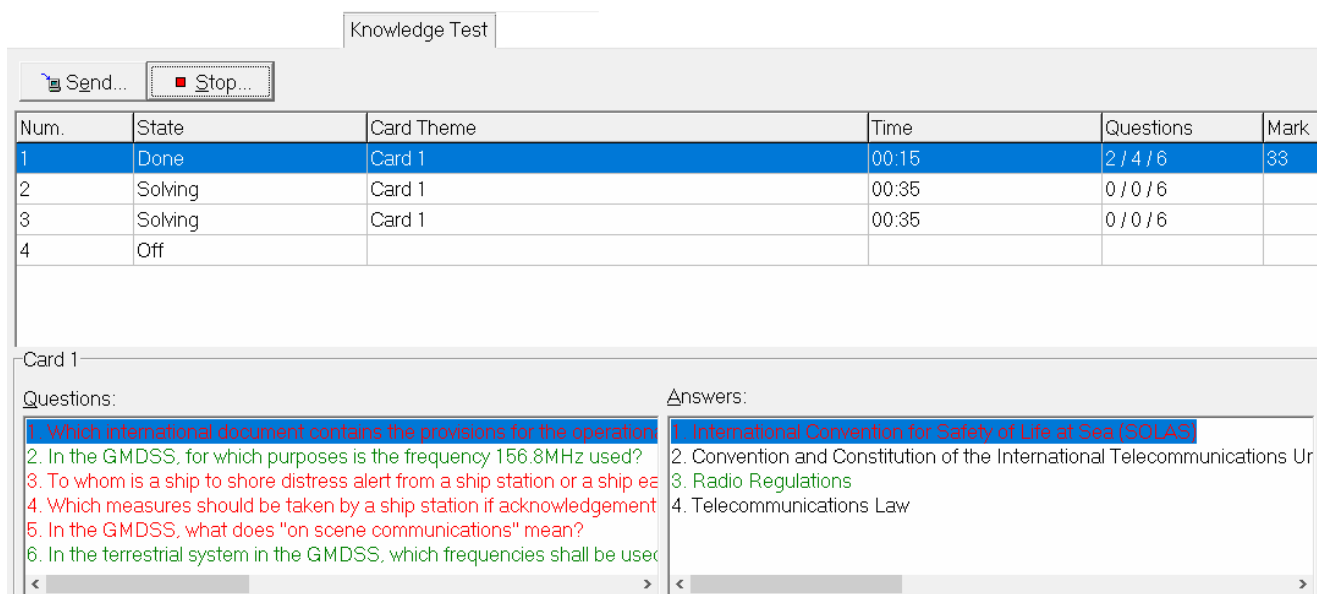 Knowledge Test
Send... Stop...
Num. State Card Theme Time Questions Mark
1 Done Card 1 00:15 2 / 4 / 6 33
2 Solving Card 1 00:35 0 / 0 / 6
3 Solving Card 1 00:35 0 / 0 / 6
4 Off
Card 1
Questions:
1. Which international document contains the provisions for the operation
2. In the GMDSS, for which purposes is the frequency 156.8MHz used?
3. To whom is a ship to shore distress alert from a ship station or a ship ea
4. Which measures should be taken by a ship station if acknowledgement
5. In the GMDSS, what does "on scene communications" mean?
6. In the terrestrial system in the GMDSS, which frequencies shall be used
Answers:
1. International Convention for Safety of Life at Sea (SOLAS)
2. Convention and Constitution of the International Telecommunications Un
3. Radio Regulations
4. Telecommunications Law